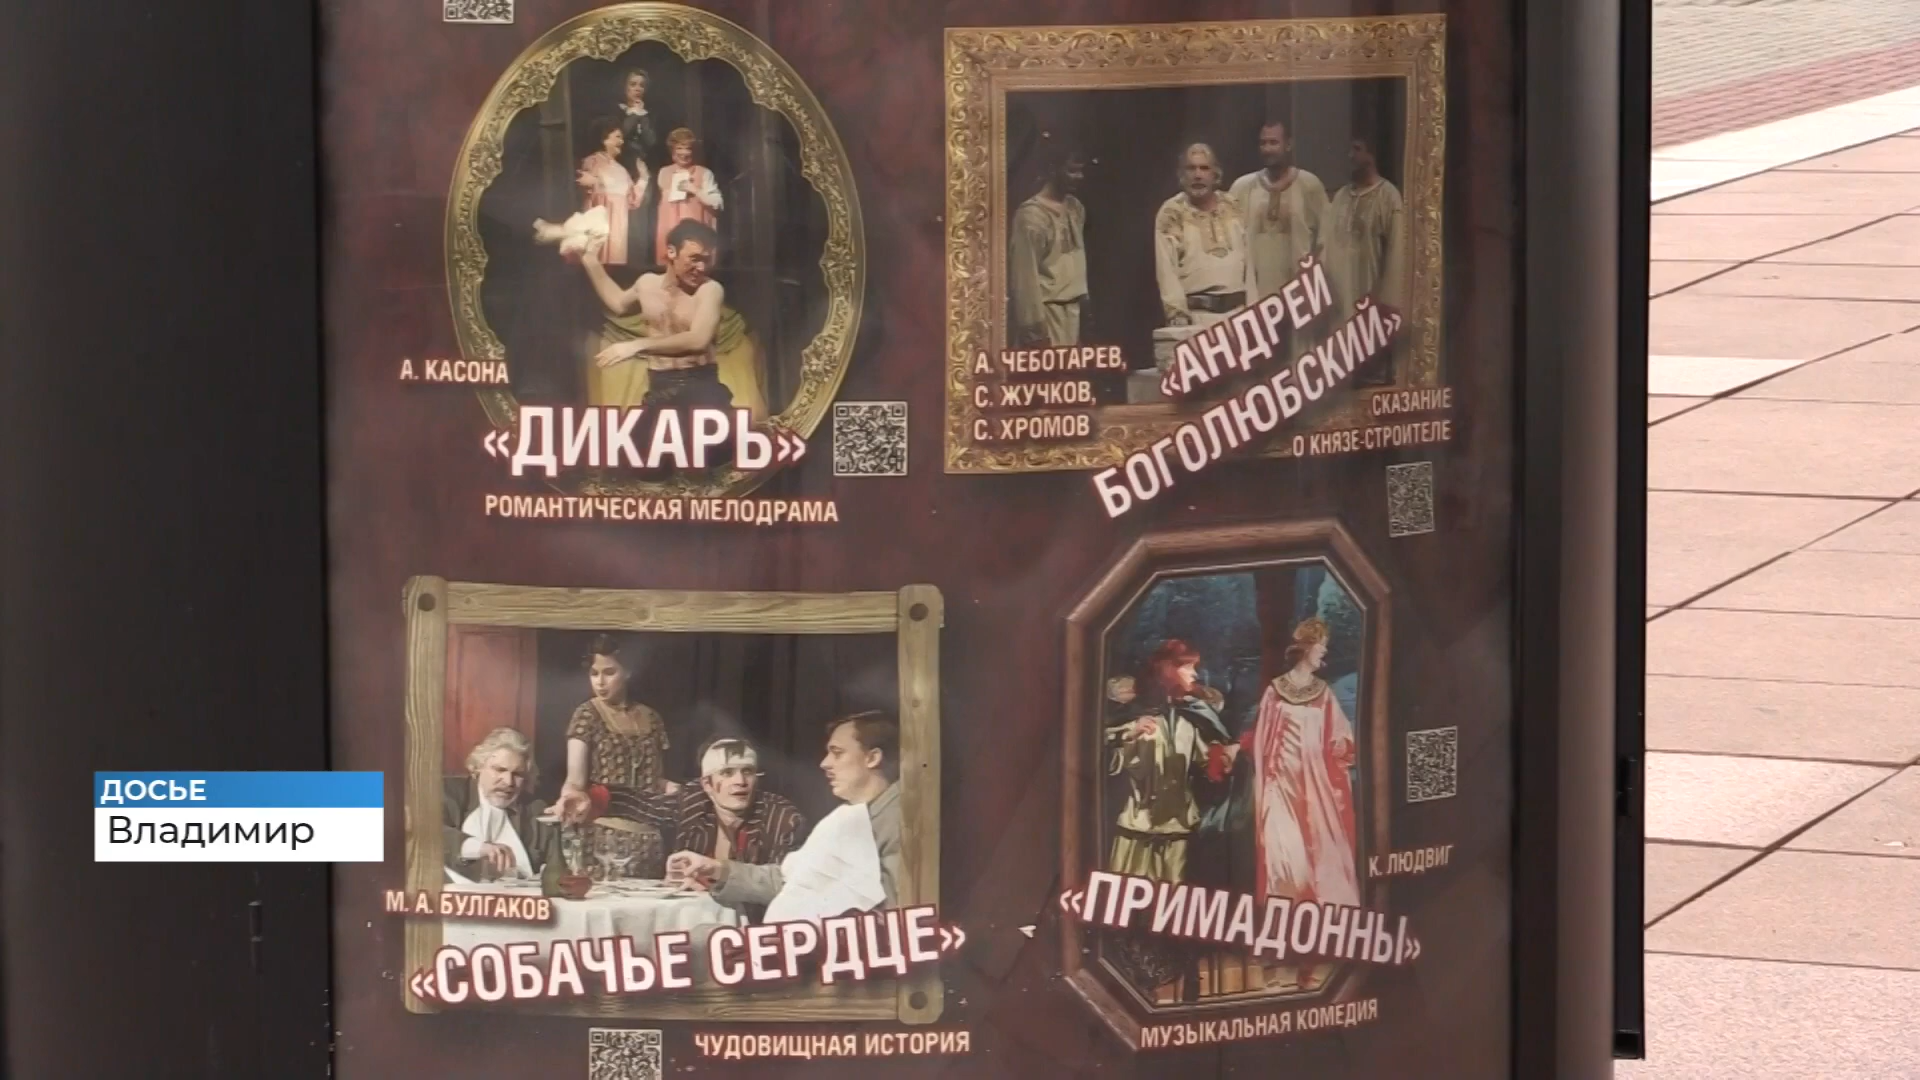 А. КАСОНА
«ДИКАРЬ»
РОМАНТИЧЕСКАЯ МЕЛОДРАМА
А. ЧЕБОТАРЕВ,
С. ЖУЧКОВ,
С. ХРОМОВ
«АНДРЕЙ
БОГОЛЮБСКИЙ»
СКАЗАНИЕ
О КНЯЗЕ-СТРОИТЕЛЕ
ДОСЬЕ
Владимир
М. А. БУЛГАКОВ
«СОБАЧЬЕ СЕРДЦЕ»
ЧУДОВИЩНАЯ ИСТОРИЯ
К. ЛЮДВИГ
«ПРИМАДОННЫ»
МУЗЫКАЛЬНАЯ КОМЕДИЯ